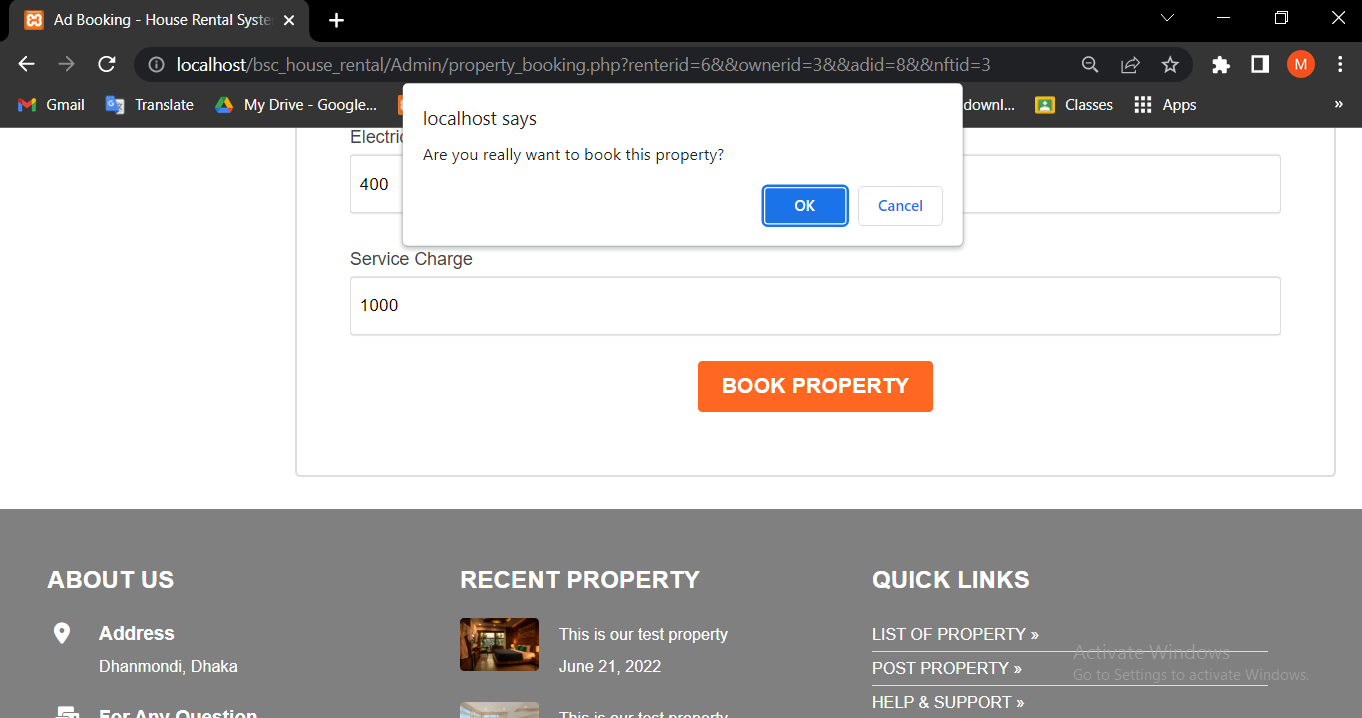 Ad Booking - House Rental Syste
localhost/bsc_house_rental/Admin/property_booking.php?renterid=6&&ownerid=3&&adid=8&&nftid=3
M
Gmail
Translate
My Drive - Google...
downl...
Classes
Apps
»
localhost says
Are you really want to book this property?
OK
Cancel
Electric
400
Service Charge
1000
BOOK PROPERTY
ABOUT US
Address
Dhanmondi, Dhaka
For Any Question
RECENT PROPERTY
This is our test property
June 21, 2022
This is our test property
QUICK LINKS
LIST OF PROPERTY »
POST PROPERTY »
HELP & SUPPORT »
Activate Windows
Go to Settings to activate Windows.